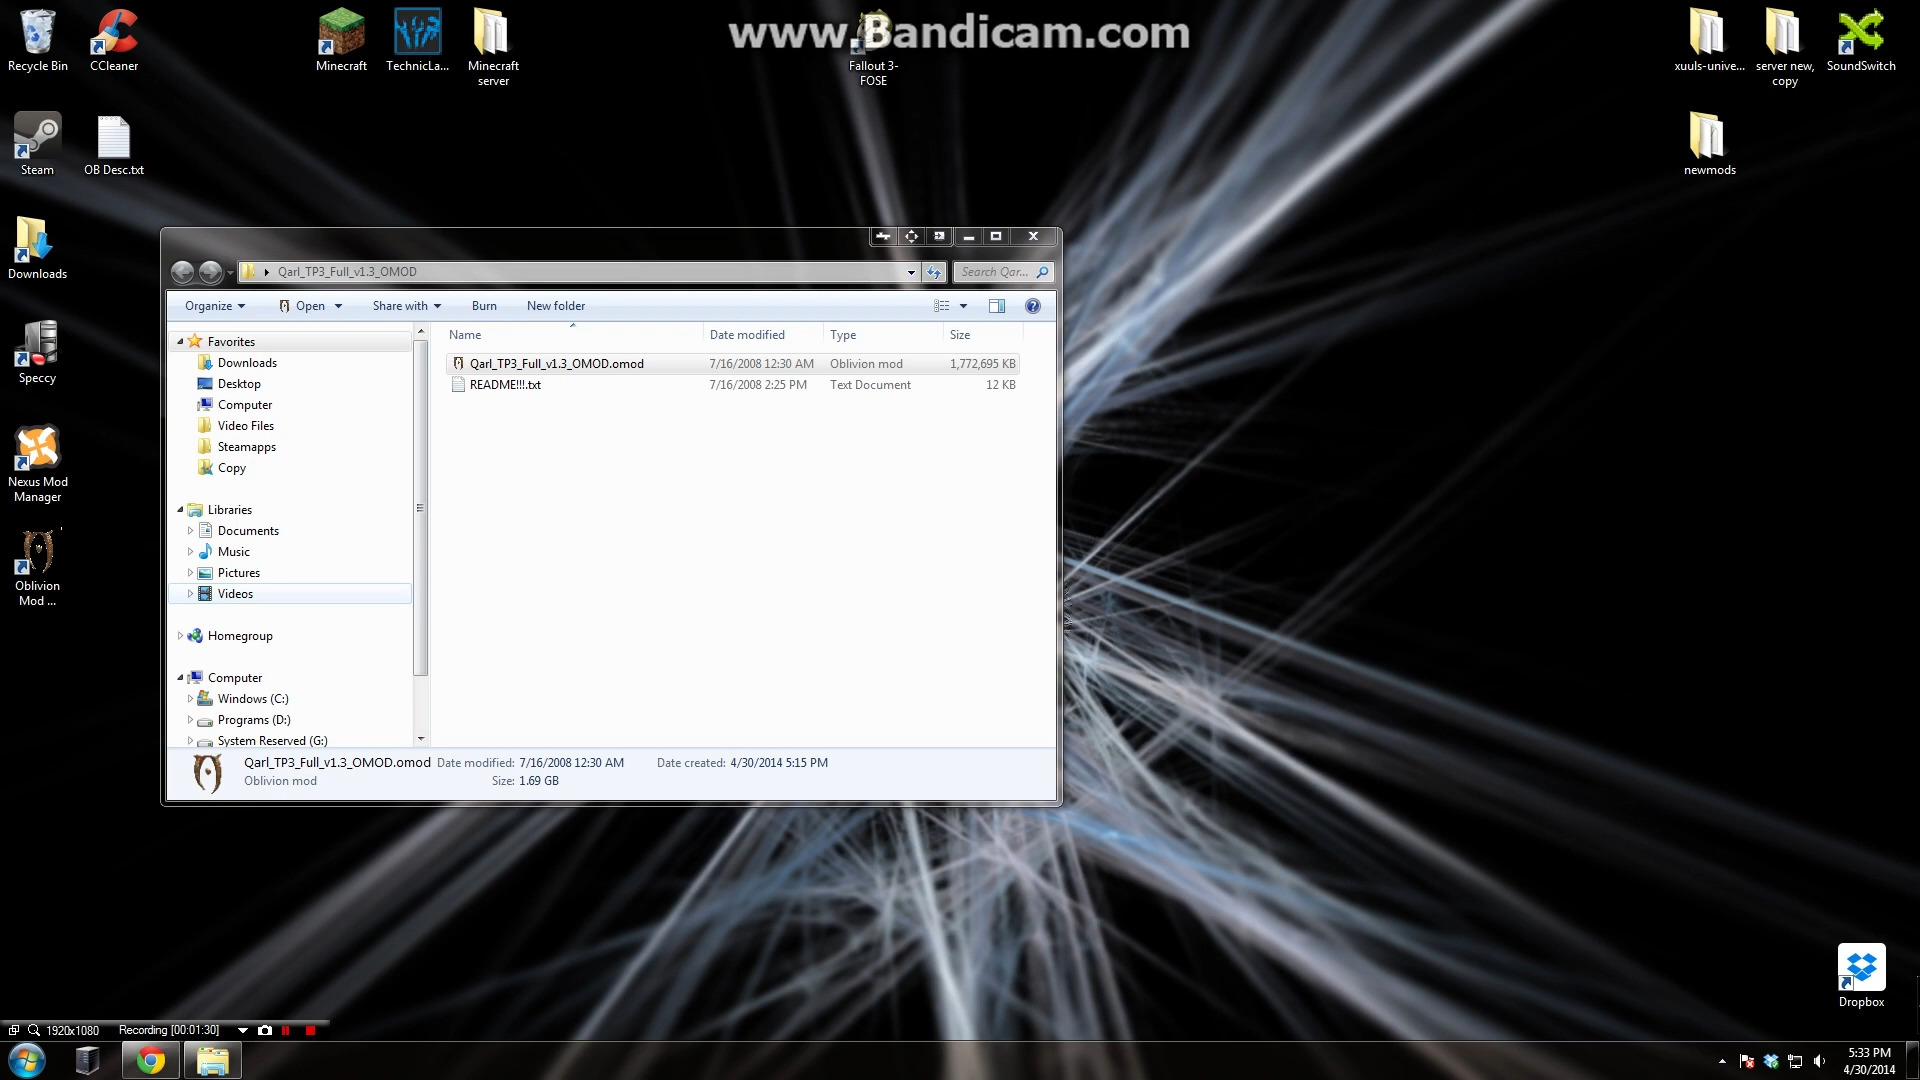 www.Bandicam.com
Recycle Bin
CCleaner
Minecraft
TechnicLa...
Minecraft
server
Fallout 3-
FOSE
xuuls-unive...
server new,
copy
SoundSwitch
Steam
OB Desc.txt
newmods
Downloads
Speccy
Nexus Mod
Manager
Oblivion
Mod ...
Qarl_TP3_Full_v1.3_OMOD
Search Qar...
Organize
Open
Share with
Burn
New folder
Name
Date modified
Type
Size
Favorites
Downloads
Desktop
Computer
Video Files
Steamapps
Copy
Libraries
Documents
Music
Pictures
Videos
Homegroup
Computer
Windows (C:)
Programs (D:)
System Reserved (G:)
Qarl_TP3_Full_v1.3_OMOD.omod 7/16/2008 12:30 AM Oblivion mod 1,772,695 KB
README!!!.txt 7/16/2008 2:25 PM Text Document 12 KB
Qarl_TP3_Full_v1.3_OMOD.omod Date modified: 7/16/2008 12:30 AM Date created: 4/30/2014 5:15 PM
Oblivion mod Size: 1.69 GB
Dropbox
1920x1080 Recording [00:01:30]
5:33 PM
4/30/2014